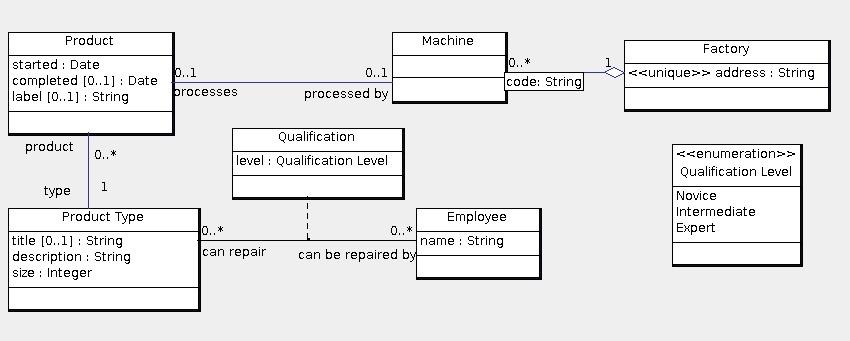 Product
started : Date
completed [0..1] : Date
label [0..1] : String
0..1
processes
0..1
processed by
Machine
0..*
code: String
1
Factory
<<unique>> address : String
product
0..*
type
1
Qualification
level : Qualification Level
<<enumeration>>
Qualification Level
Novice
Intermediate
Expert
Product Type
title [0..1] : String
description : String
size : Integer
0..*
can repair
0..*
can be repaired by
Employee
name : String